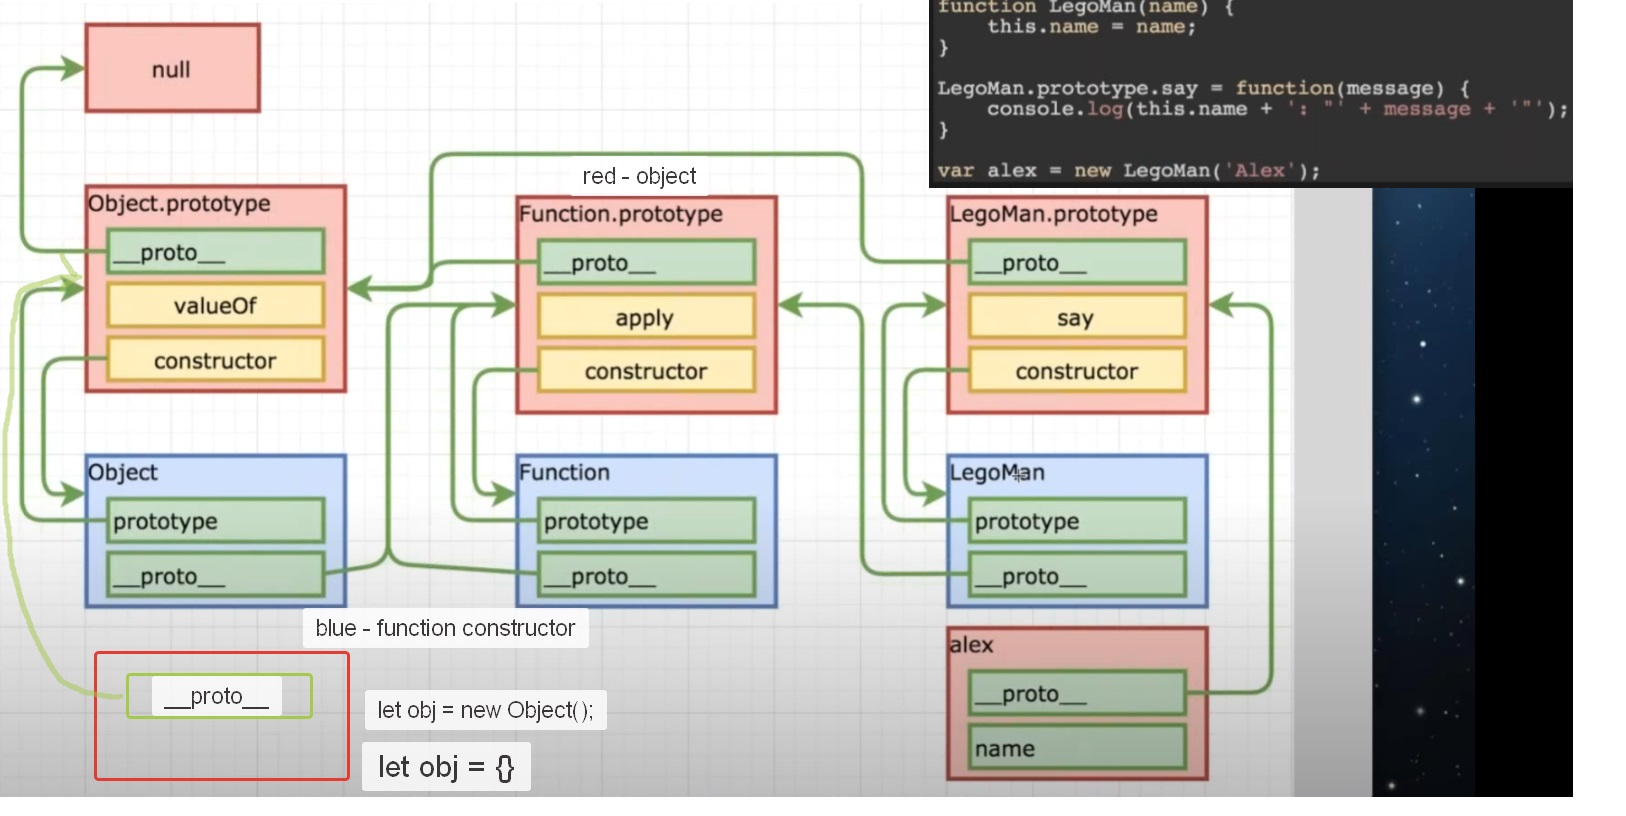 null
function LegoMan(name) {
this.name = name;
}
LegoMan.prototype.say = function(message) {
console.log(this.name + ': "' + message + '"');
}
var alex = new LegoMan('Alex');
red - object
Object.prototype
__proto__
valueOf
constructor
Function.prototype
__proto__
apply
constructor
LegoMan.prototype
__proto__
say
constructor
Object
prototype
__proto__
Function
prototype
__proto__
LegoMan
prototype
__proto__
blue - function constructor
__proto__
let obj = new Object();
let obj = {}
alex
__proto__
name